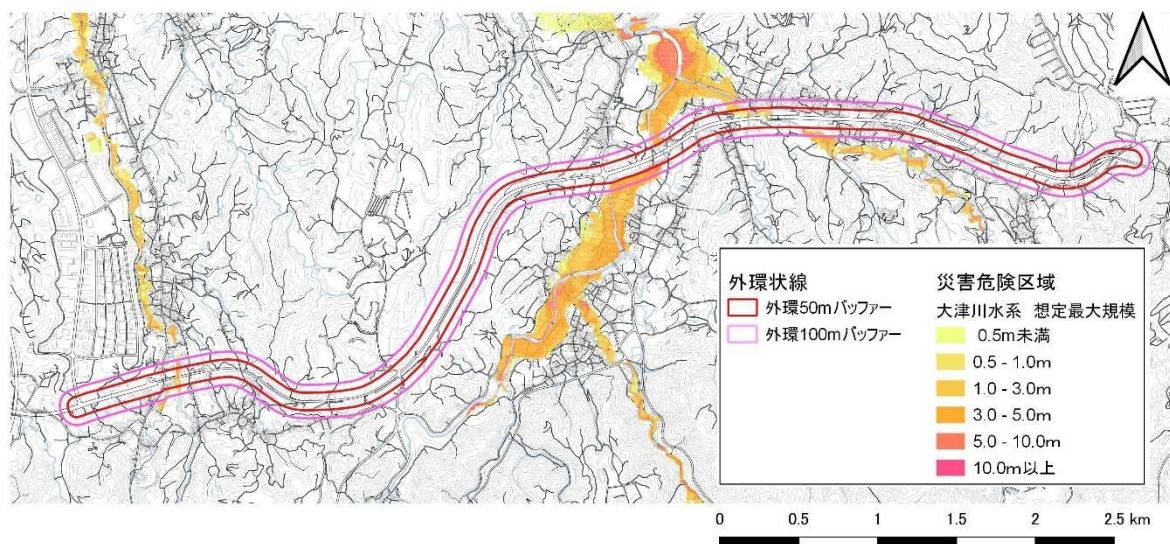 外環状線
外環50mバッファー
外環100mバッファー
災害危険区域
大津川水系 想定最大規模
0.5m未満
0.5 - 1.0m
1.0 - 3.0m
3.0 - 5.0m
5.0 - 10.0m
10.0m以上
0 0.5 1 1.5 2 2.5 km